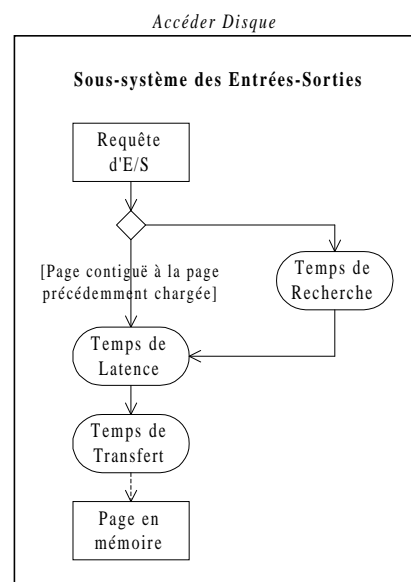 Accéder Disque
Sous-système des Entrées-Sorties
Requête
d'E/S
[Page contiguë à la page
précédemment chargée]
Temps de
Recherche
Temps de
Latence
Temps de
Transfert
Page en
mémoire